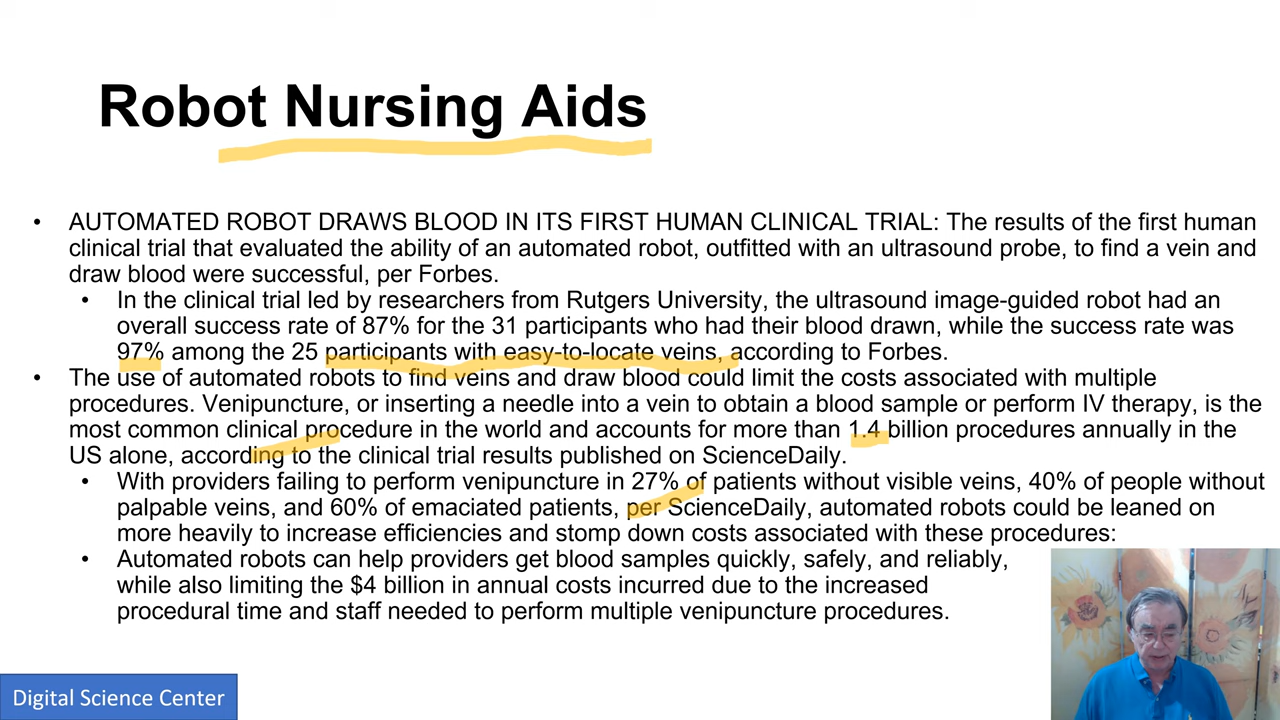 Robot Nursing Aids
• AUTOMATED ROBOT DRAWS BLOOD IN ITS FIRST HUMAN CLINICAL TRIAL: The results of the first human
clinical trial that evaluated the ability of an automated robot, outfitted with an ultrasound probe, to find a vein and
draw blood were successful, per Forbes.
• In the clinical trial led by researchers from Rutgers University, the ultrasound image-guided robot had an
overall success rate of 87% for the 31 participants who had their blood drawn, while the success rate was
97% among the 25 participants with easy-to-locate veins, according to Forbes.
• The use of automated robots to find veins and draw blood could limit the costs associated with multiple
procedures. Venipuncture, or inserting a needle into a vein to obtain a blood sample or perform IV therapy, is the
most common clinical procedure in the world and accounts for more than 1.4 billion procedures annually in the
US alone, according to the clinical trial results published on ScienceDaily.
• With providers failing to perform venipuncture in 27% of patients without visible veins, 40% of people without
palpable veins, and 60% of emaciated patients, per ScienceDaily, automated robots could be leaned on
more heavily to increase efficiencies and stomp down costs associated with these procedures:
• Automated robots can help providers get blood samples quickly, safely, and reliably,
while also limiting the $4 billion in annual costs incurred due to the increased
procedural time and staff needed to perform multiple venipuncture procedures.
Digital Science Center